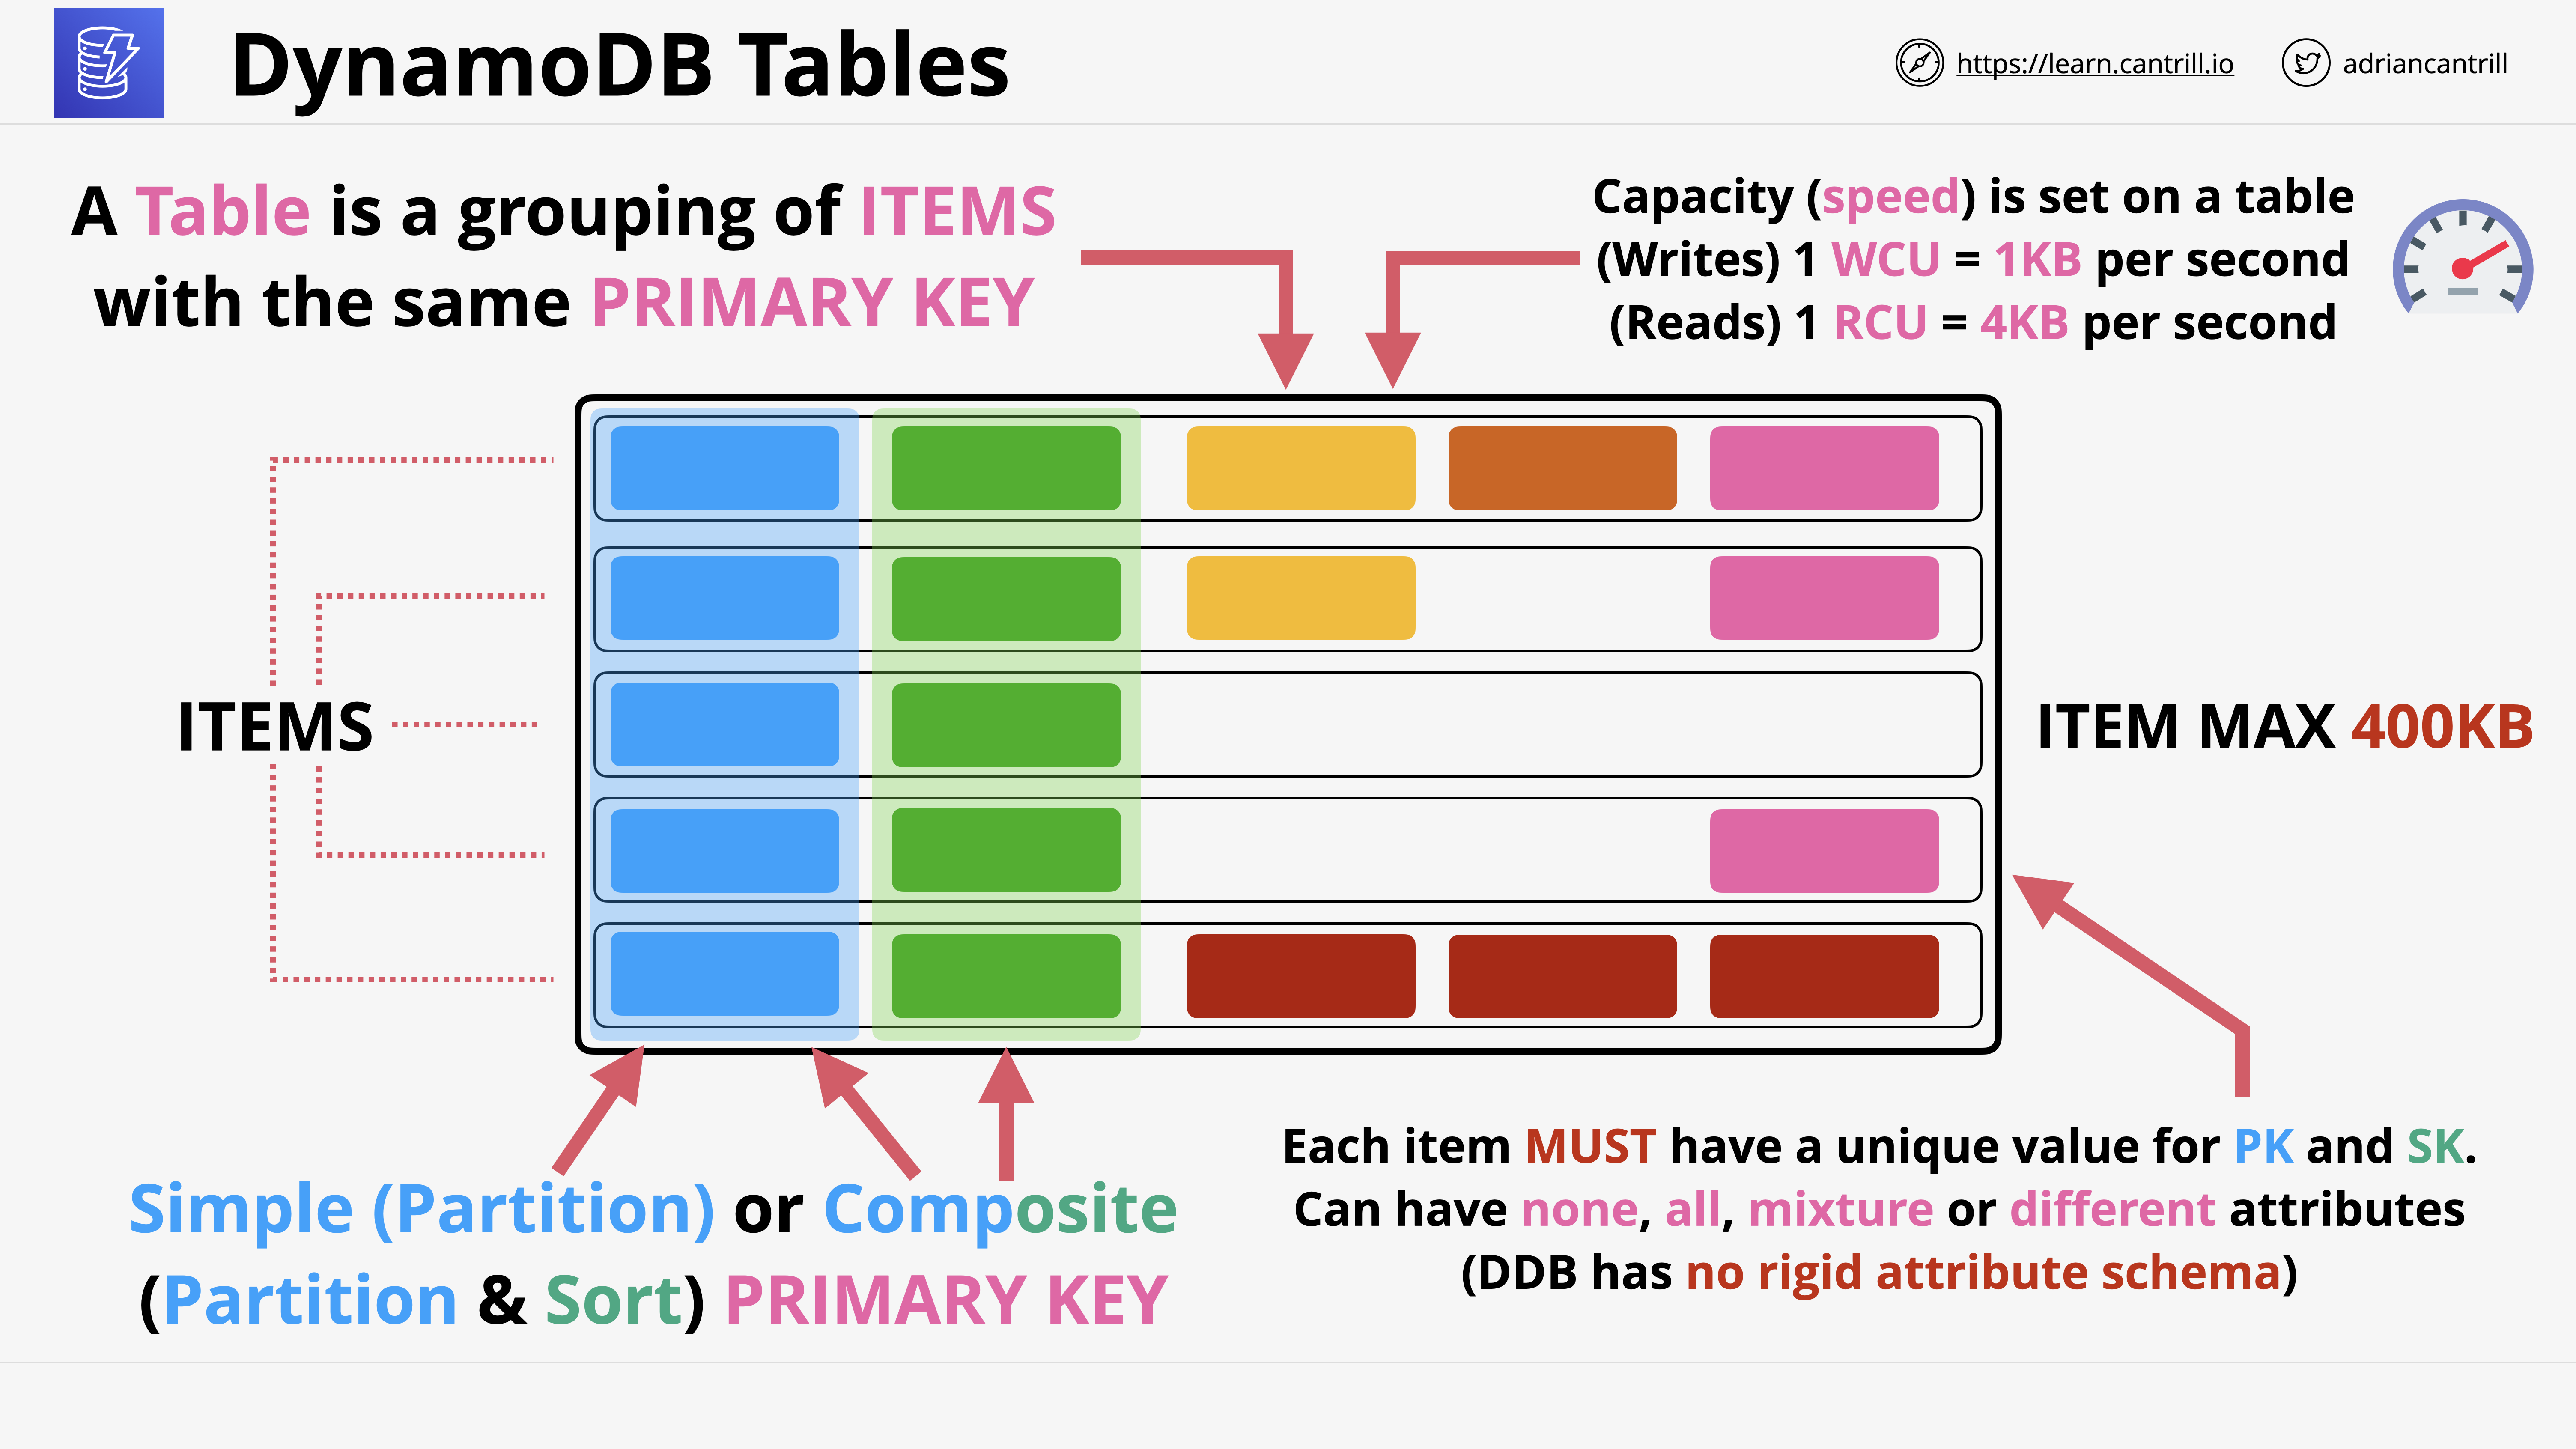 DynamoDB Tables
https://learn.cantrill.io
adriancantrill
A Table is a grouping of ITEMS
with the same PRIMARY KEY
Capacity (speed) is set on a table
(Writes) 1 WCU = 1KB per second
(Reads) 1 RCU = 4KB per second
ITEMS
ITEM MAX 400KB
Simple (Partition) or Composite
(Partition & Sort) PRIMARY KEY
Each item MUST have a unique value for PK and SK.
Can have none, all, mixture or different attributes
(DDB has no rigid attribute schema)